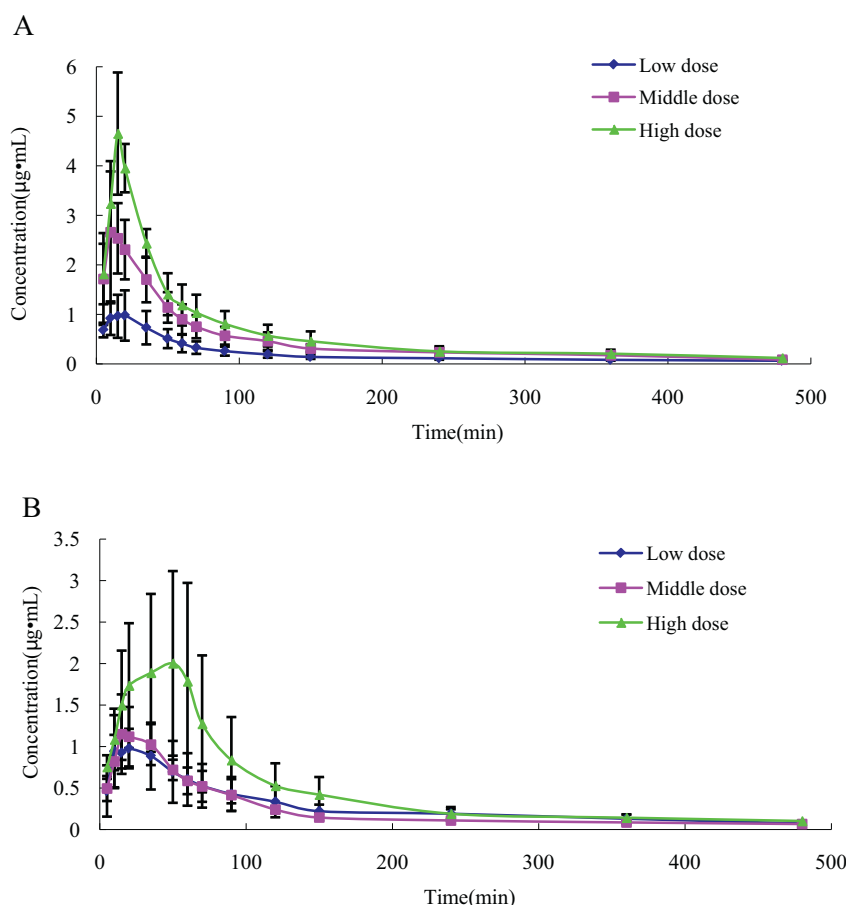 A
Low dose
Middle dose
High dose
6
5
4
3
2
1
0
Concentration(μg•mL)
0 100 200 300 400 500
Time(min)
B
Low dose
Middle dose
High dose
3.5
3
2.5
2
1.5
1
0.5
0
Concentration(μg•mL)
0 100 200 300 400 500
Time(min)